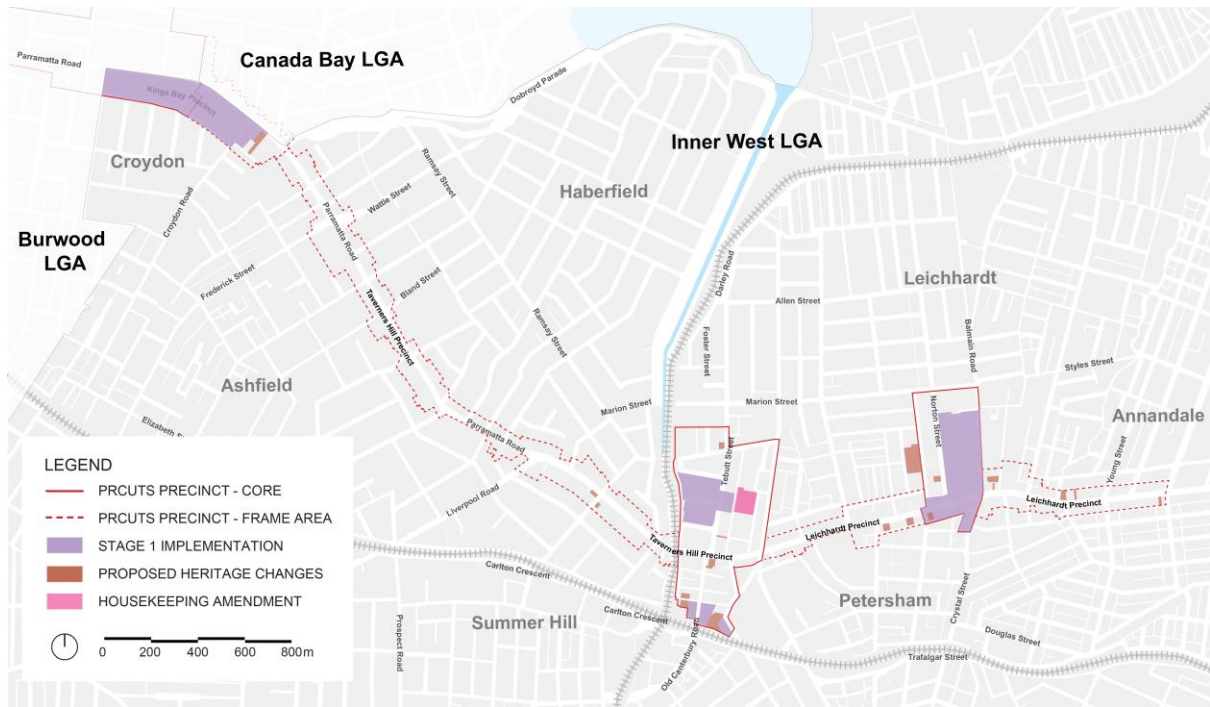 Canada Bay LGA
Parramatta Road
Kings Bay Precinct
Dobroyd Parade
Inner West LGA
Croydon
Ramsay Street
Haberfield
Wattle Street
Croydon Road
Parramatta Road
Burwood
LGA
Darley Road
Leichhardt
Frederick Street
Bland Street
Allen Street
Taverners Hill Precinct
Ramsay Street
Foster Street
Balmain Road
Styles Street
Ashfield
Marion Street
Marion Street
Norton Street
Annandale
Elizabeth S
Parramatta Road
Tebutt Street
Young Street
Liverpool Road
Leichhardt Precinct
Leichhardt Precinct
Taverners Hill Precinct
Carlton Crescent
Petersham
Crystal Street
Summer Hill
Carlton Crescent
Old Canterbury Road
Douglas Street
Prospect Road
Trafalgar Street
LEGEND
PRCUTS PRECINCT - CORE
PRCUTS PRECINCT - FRAME AREA
STAGE 1 IMPLEMENTATION
PROPOSED HERITAGE CHANGES
HOUSEKEEPING AMENDMENT
0 200 400 600 800m